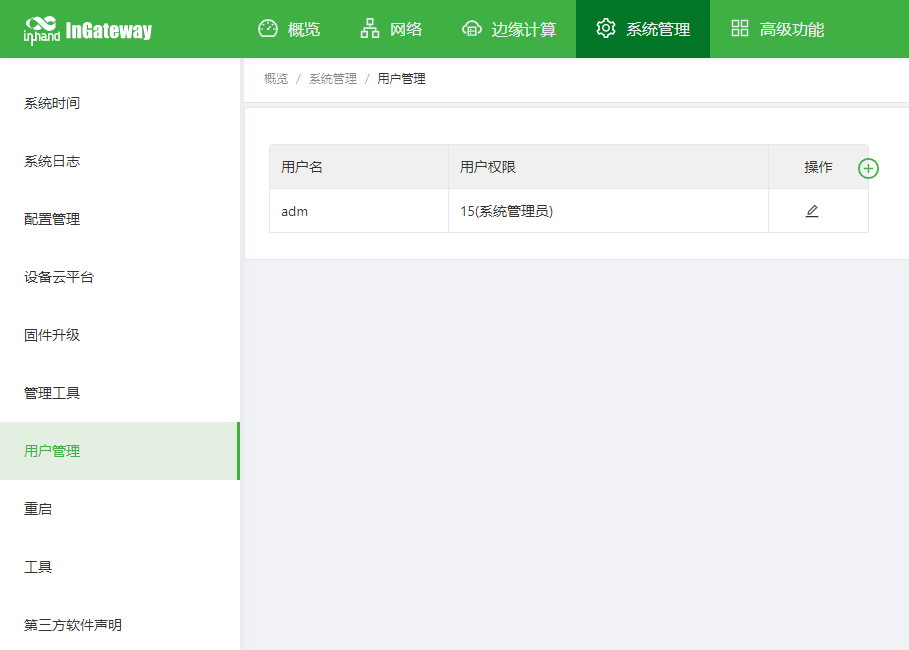 inhand InGateway 概览 网络 边缘计算 系统管理 高级功能
概览 / 系统管理 / 用户管理
系统时间
系统日志
配置管理
设备云平台
固件升级
管理工具
用户管理
重启
工具
第三方软件声明
用户名 用户权限 操作
adm 15(系统管理员)